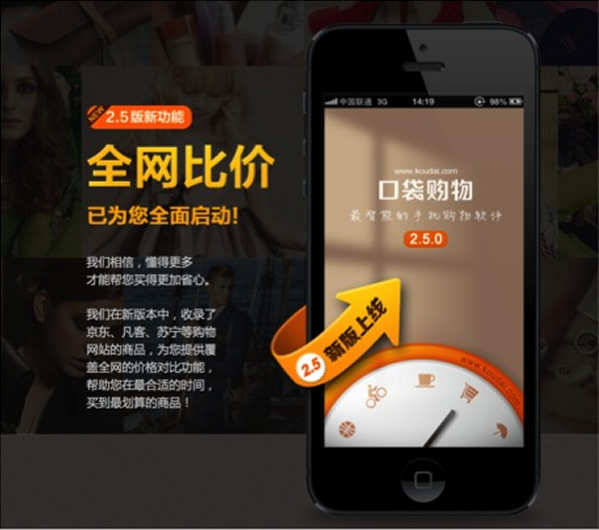 NEW 2.5版新功能
全网比价
已为您全面启动!
我们相信，懂得更多
才能帮您买得更加省心。
我们在新版本中，收录了
京东、凡客、苏宁等购物
网站的商品，为您提供覆
盖全网的价格对比功能，
帮助您在最合适的时间，
买到最划算的商品！
中国联通 3G 14:19 98%
www.koudai.com
口袋购物
最智能的手机购物软件
2.5.0
2.5 新版上线
www.koudai.com